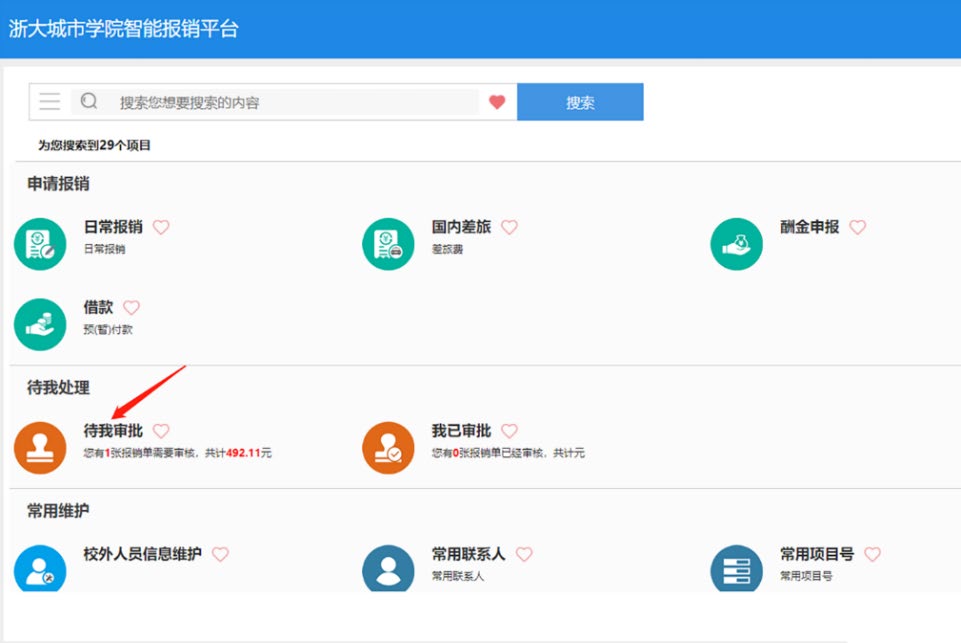 浙大城市学院智能报销平台
搜索您想要搜索的内容
搜索
为您搜索到29个项目
申请报销
日常报销
日常报销
国内差旅
差旅费
酬金申报
借款
预(暂)付款
待我处理
待我审批
您有1张报销单需要审核，共计492.11元
我已审批
您有0张报销单已经审核，共计元
常用维护
校外人员信息维护
常用联系人
常用联系人
常用项目号
常用项目号